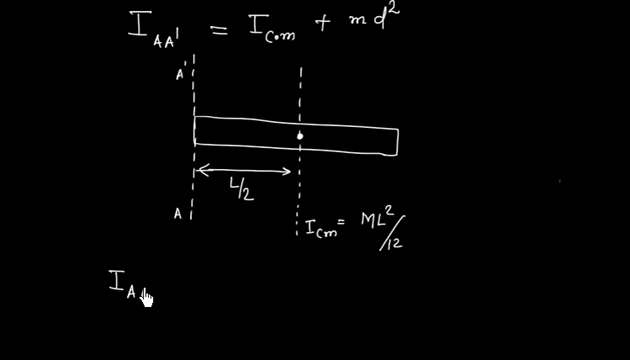 I_AA' = I_C.m + md²
A'
L/2
A
I_cm = ML²/12
I_A